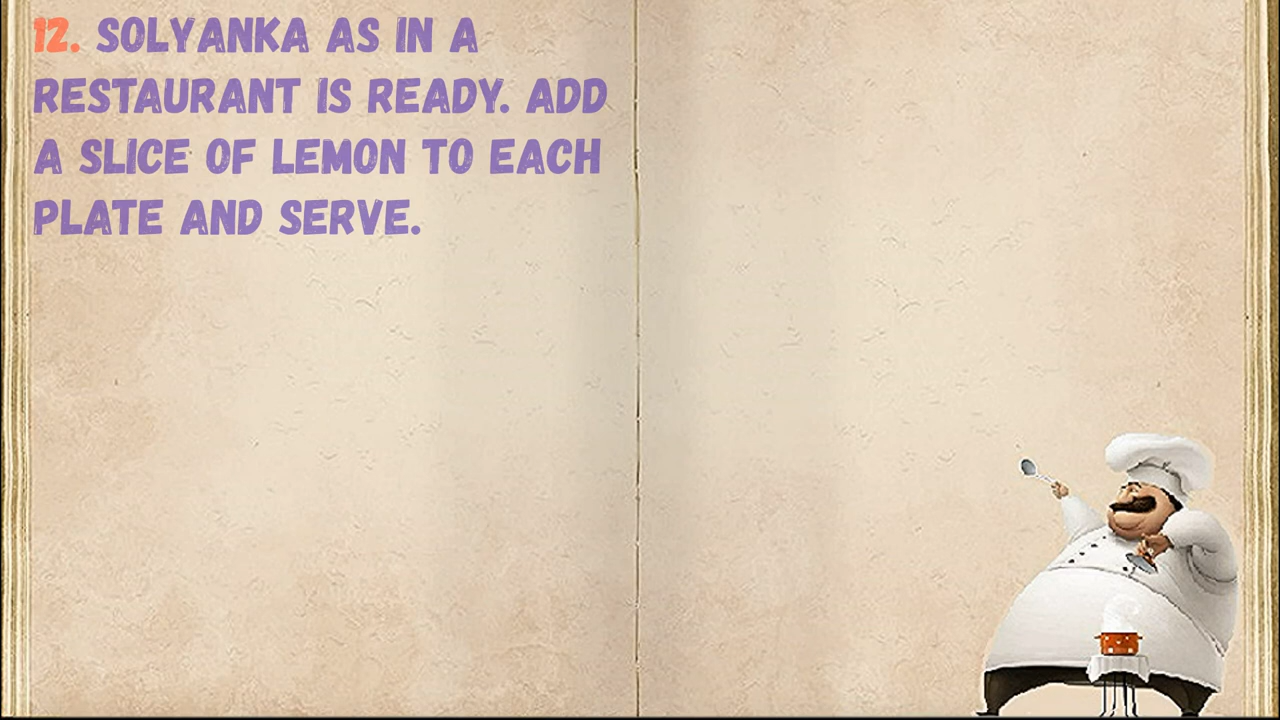 12. SOLYANKA AS IN A
RESTAURANT IS READY. ADD
A SLICE OF LEMON TO EACH
PLATE AND SERVE.